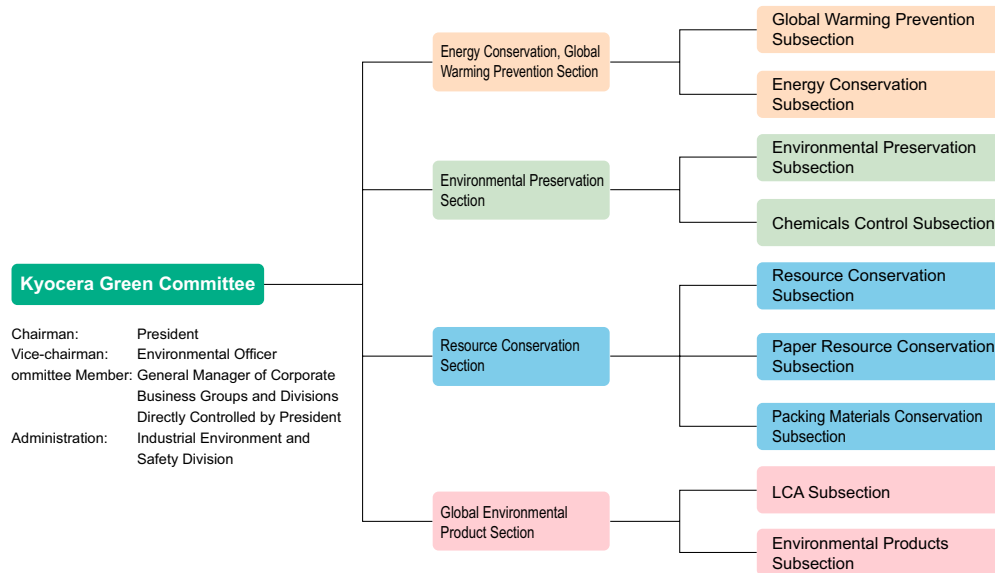 Global Warming Prevention
Subsection
Energy Conservation, Global
Warming Prevention Section
Energy Conservation
Subsection
Environmental Preservation
Subsection
Environmental Preservation
Section
Chemicals Control Subsection
Kyocera Green Committee
Resource Conservation
Subsection
Chairman: President
Vice-chairman: Environmental Officer
ommittee Member: General Manager of Corporate
Business Groups and Divisions
Directly Controlled by President
Administration: Industrial Environment and
Safety Division
Resource Conservation
Section
Paper Resource Conservation
Subsection
Packing Materials Conservation
Subsection
LCA Subsection
Global Environmental
Product Section
Environmental Products
Subsection